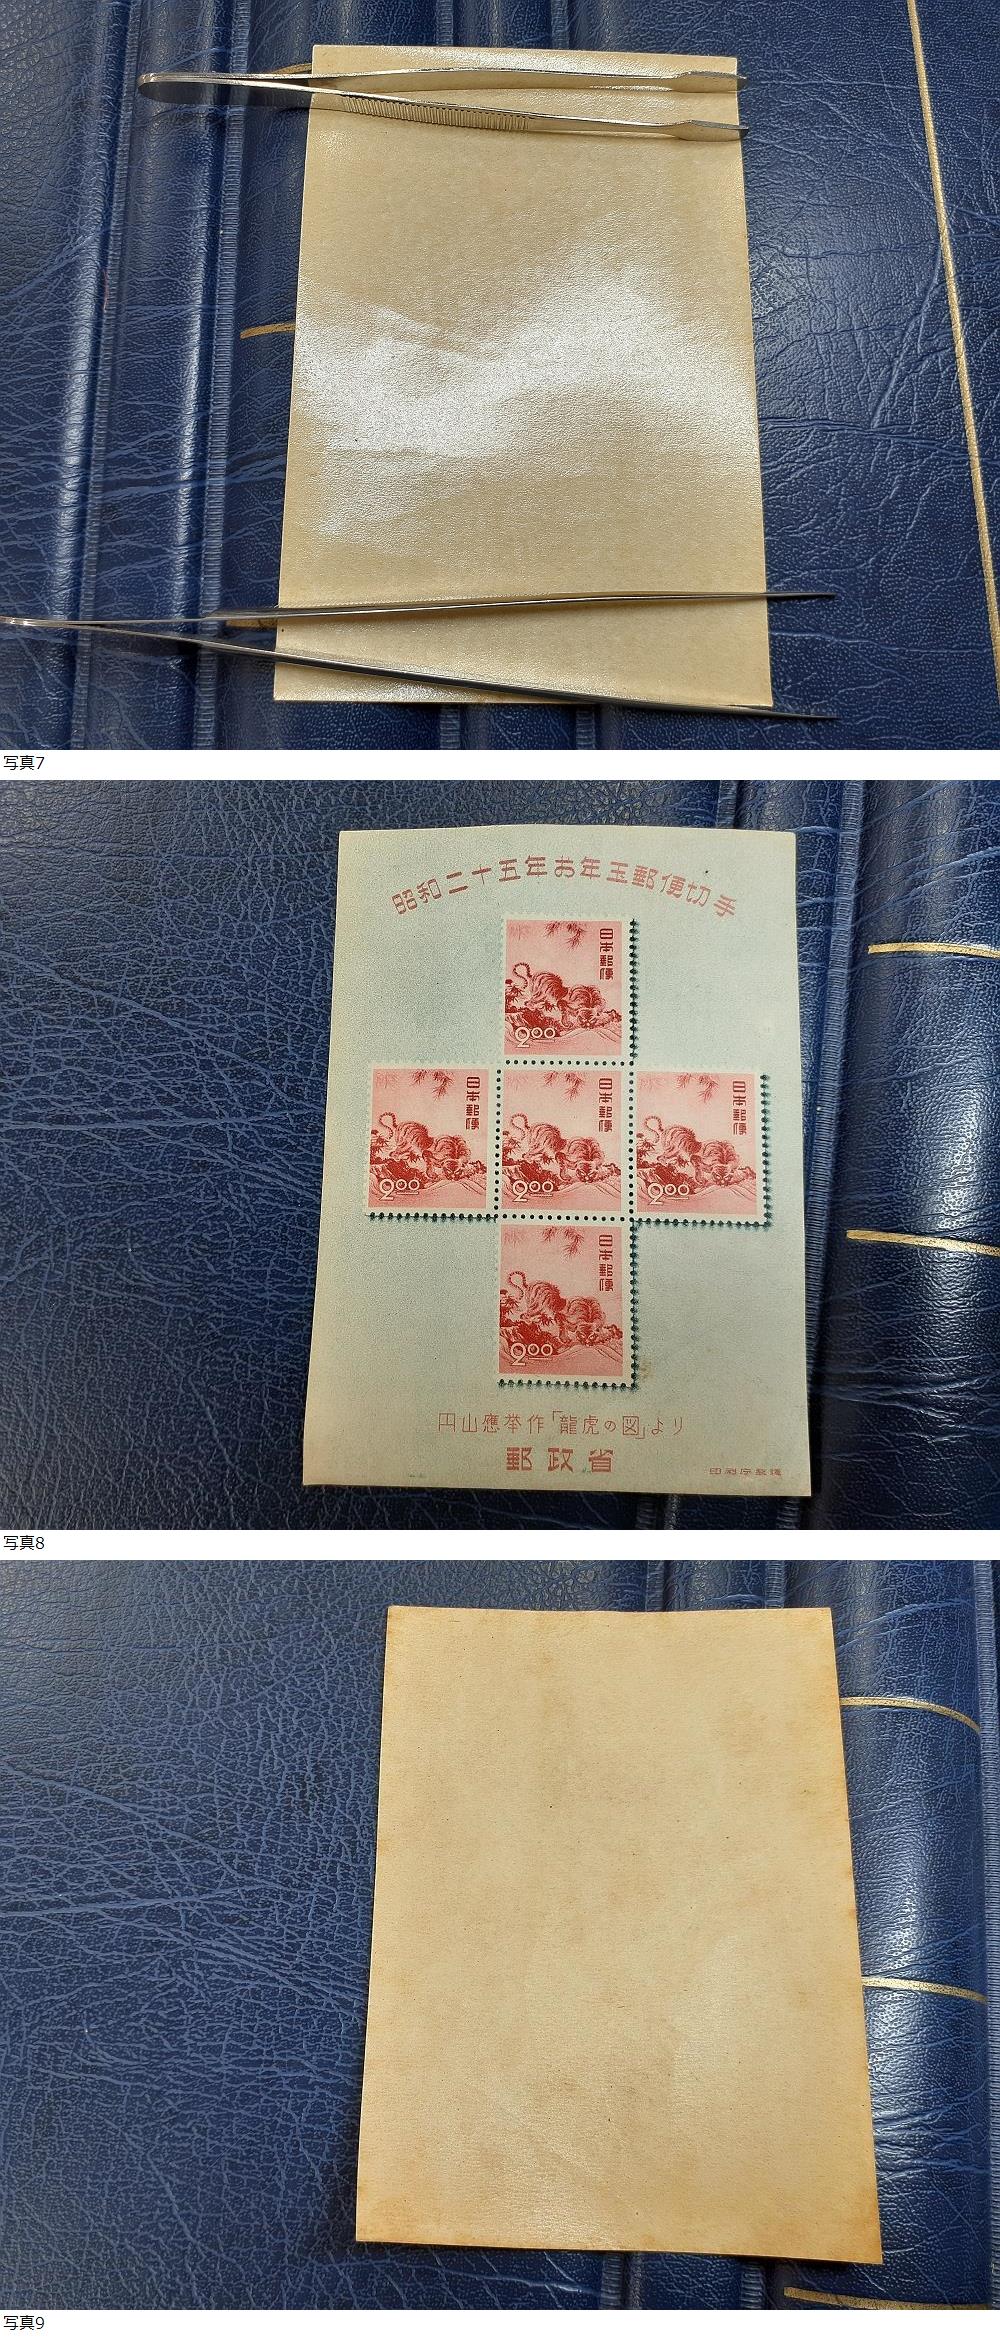 写真7
昭和二十五年お年玉郵便切手
日本郵便
2.00
日本郵便
2.00
日本郵便
2.00
日本郵便
2.00
日本郵便
2.00
円山應挙作「龍虎の図」より
郵政省
印刷庁製造
写真8
写真9